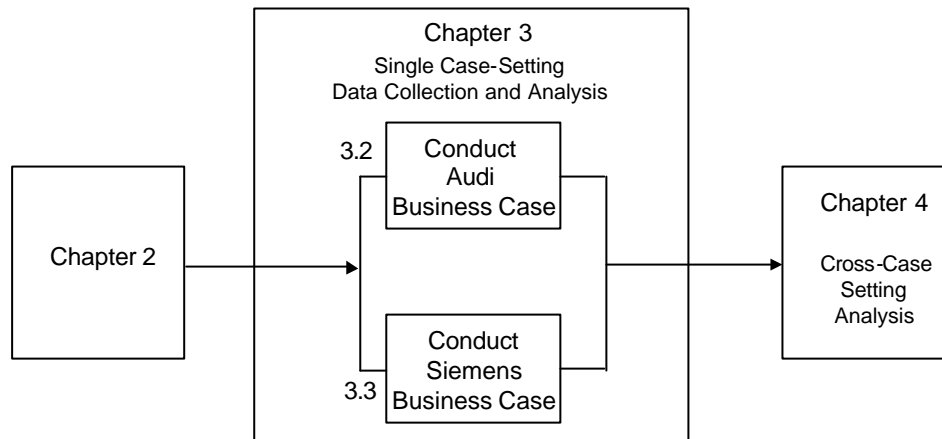 Chapter 3
Single Case-Setting
Data Collection and Analysis
3.2
Conduct
Audi
Business Case
Chapter 2
Chapter 4
Cross-Case
Setting
Analysis
3.3
Conduct
Siemens
Business Case